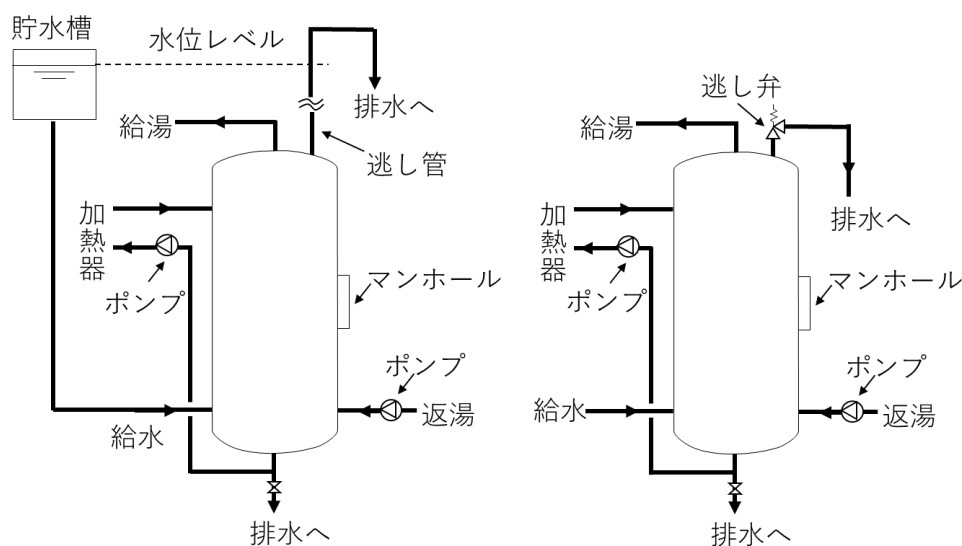 貯水槽
水位レベル
排水へ
給湯
逃し管
加熱器
ポンプ
マンホール
ポンプ
返湯
給水
排水へ
逃し弁
給湯
排水へ
加熱器
ポンプ
マンホール
ポンプ
給水
返湯
排水へ